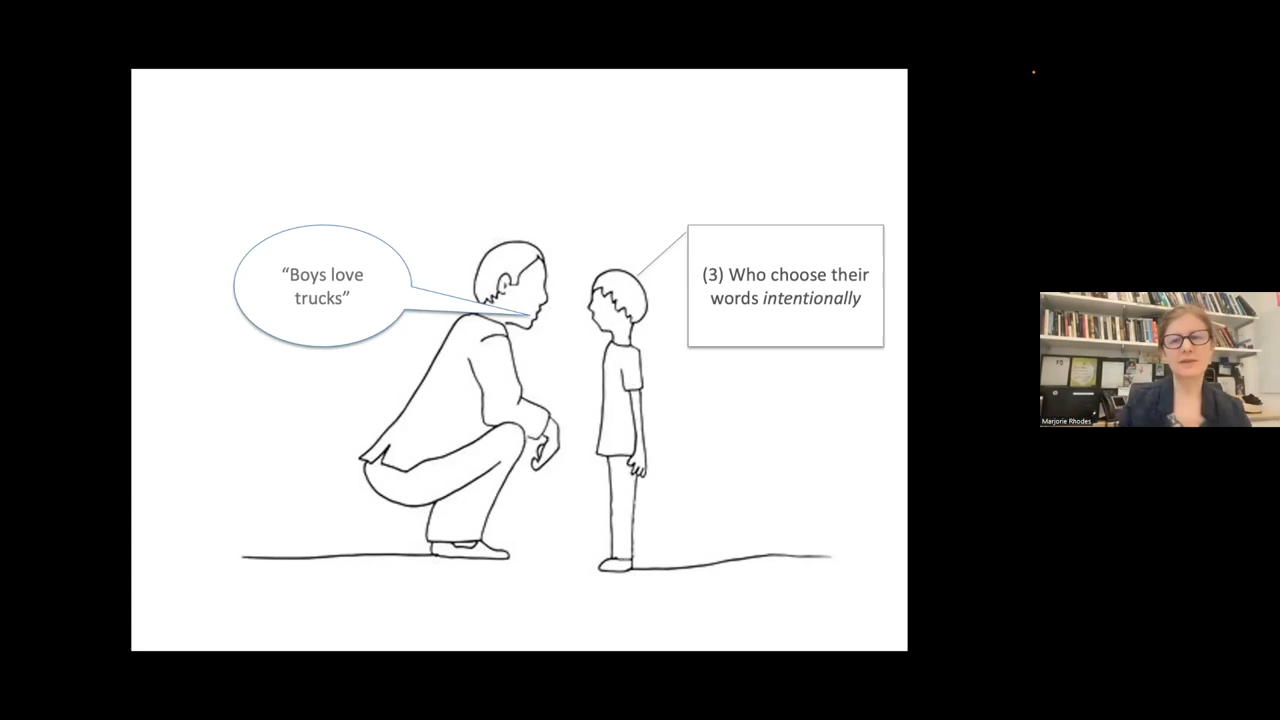 “Boys love
trucks”
(3) Who choose their
words intentionally
Marjorie Rhodes